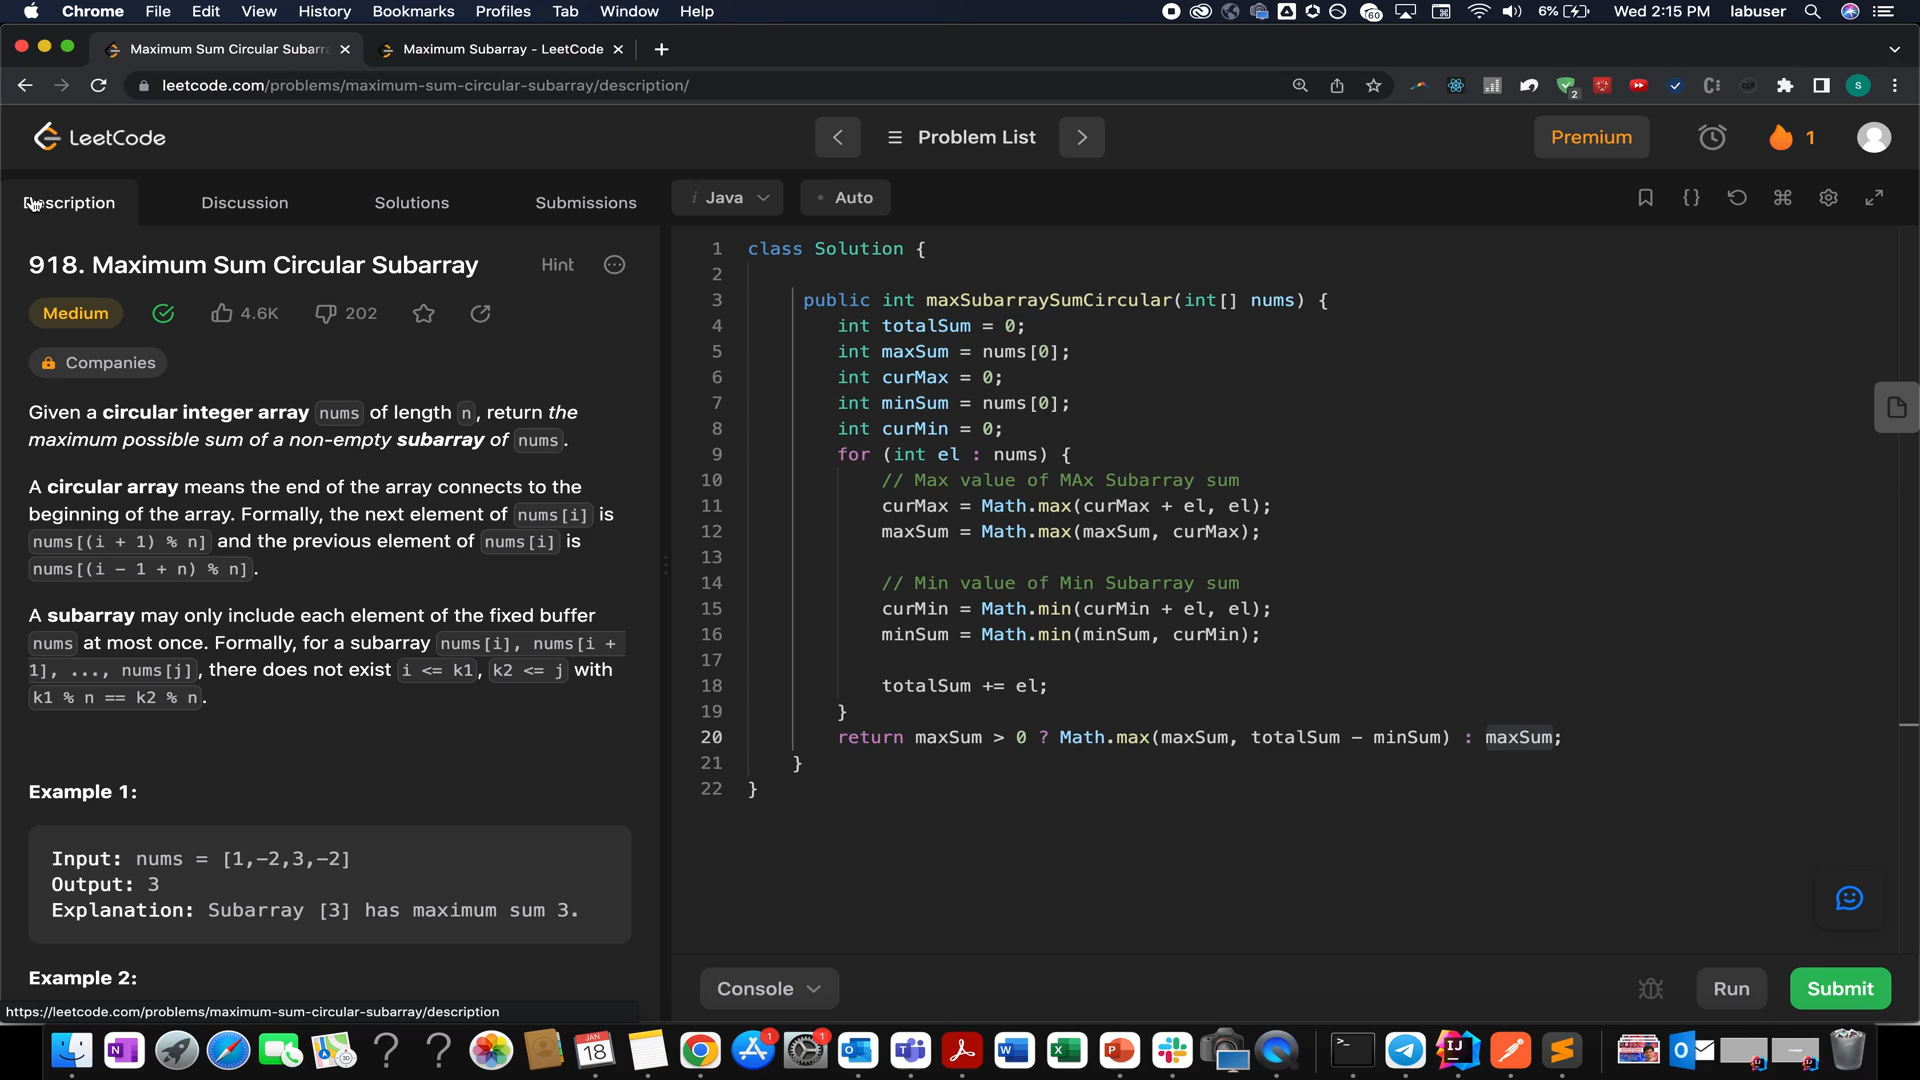 Chrome File Edit View History Bookmarks Profiles Tab Window Help 60 6% Wed 2:15 PM labuser
Maximum Sum Circular Subarra Maximum Subarray - LeetCode
leetcode.com/problems/maximum-sum-circular-subarray/description/ 2 S
LeetCode Problem List Premium 1
Description Discussion Solutions Submissions
i Java • Auto
918. Maximum Sum Circular Subarray Hint
Medium 4.6K 202
Companies
Given a circular integer array nums of length n, return the
maximum possible sum of a non-empty subarray of nums.
A circular array means the end of the array connects to the
beginning of the array. Formally, the next element of nums[i] is
nums[(i + 1) % n] and the previous element of nums[i] is
nums[(i - 1 + n) % n].
A subarray may only include each element of the fixed buffer
nums at most once. Formally, for a subarray nums[i], nums[i +
1], ..., nums[j], there does not exist i <= k1, k2 <= j with
k1 % n == k2 % n.
Example 1:
Input: nums = [1,-2,3,-2]
Output: 3
Explanation: Subarray [3] has maximum sum 3.
Example 2:
https://leetcode.com/problems/maximum-sum-circular-subarray/description
1 class Solution {
2
3 public int maxSubarraySumCircular(int[] nums) {
4 int totalSum = 0;
5 int maxSum = nums[0];
6 int curMax = 0;
7 int minSum = nums[0];
8 int curMin = 0;
9 for (int el : nums) {
10 // Max value of MAx Subarray sum
11 curMax = Math.max(curMax + el, el);
12 maxSum = Math.max(maxSum, curMax);
13
14 // Min value of Min Subarray sum
15 curMin = Math.min(curMin + el, el);
16 minSum = Math.min(minSum, curMin);
17
18 totalSum += el;
19 }
20 return maxSum > 0 ? Math.max(maxSum, totalSum - minSum) : maxSum;
21 }
22 }
Console Run Submit
JAN
18
1 1